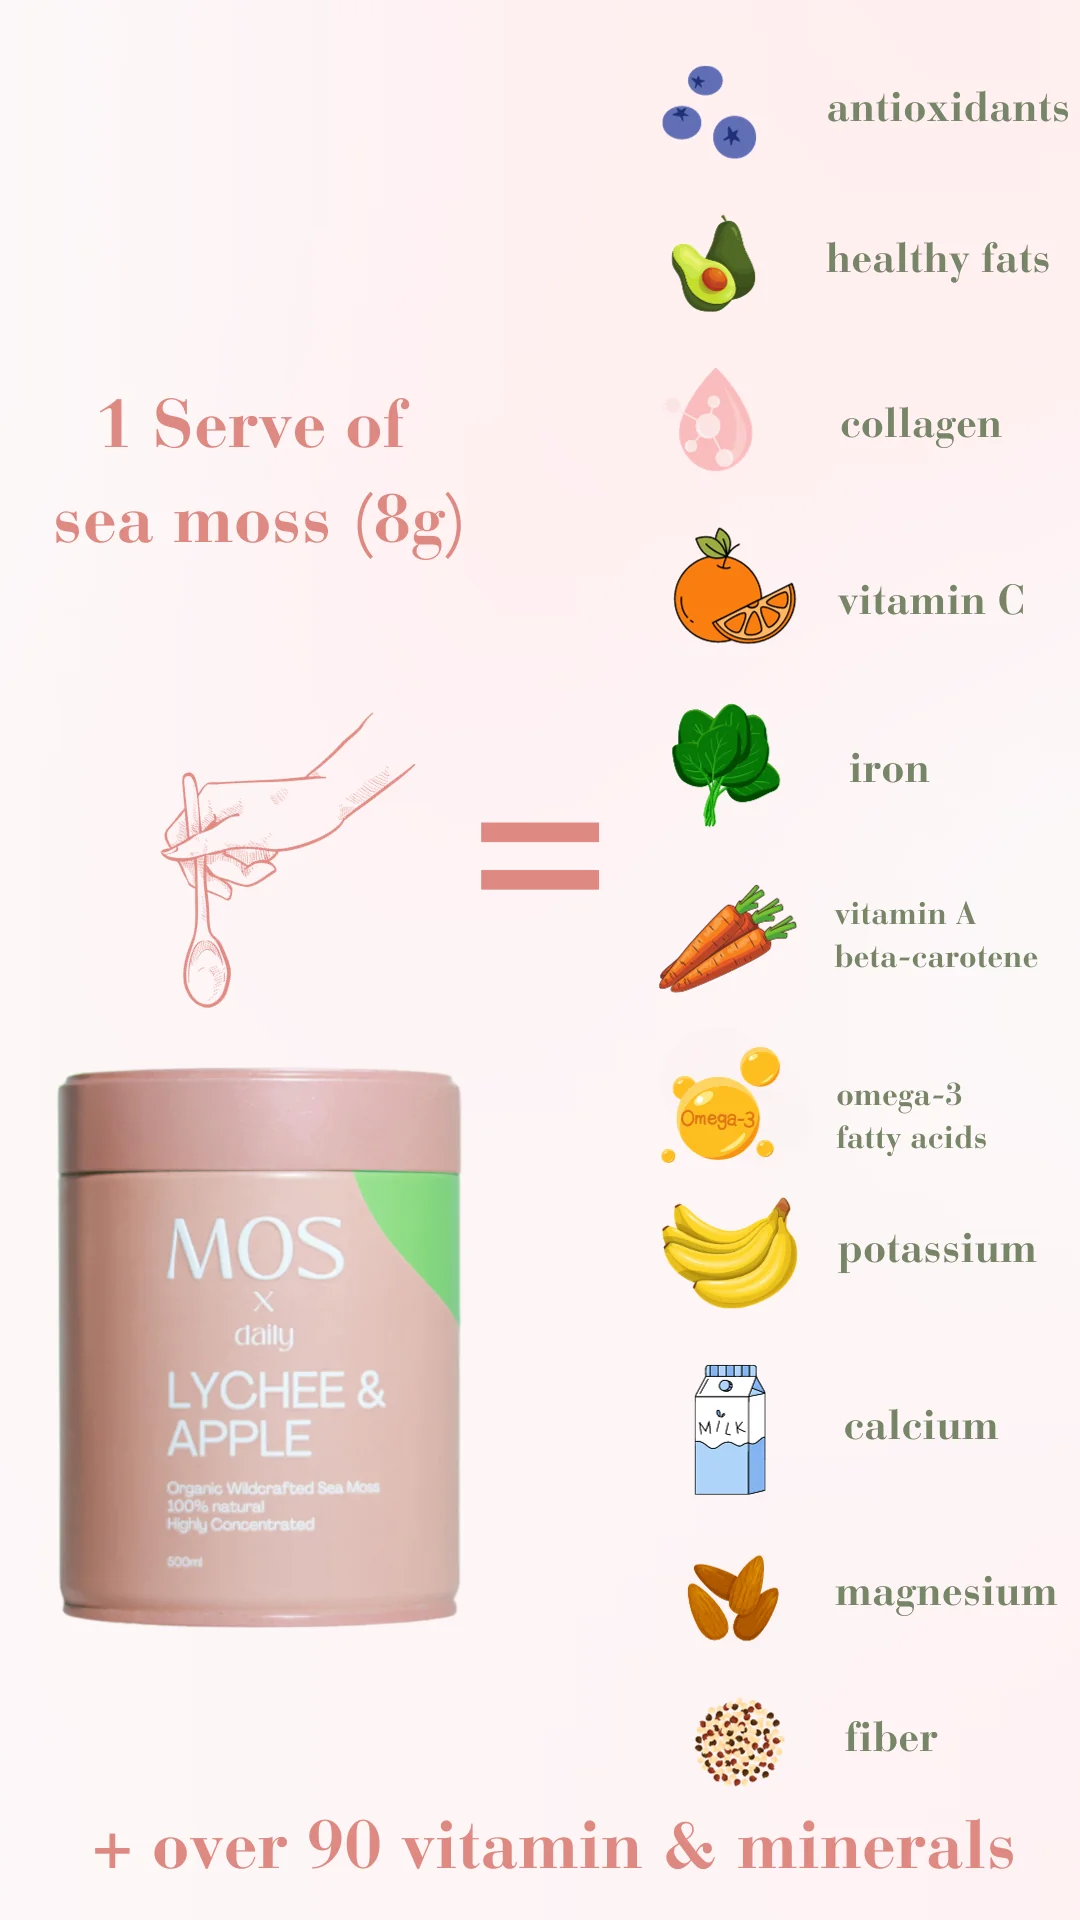 antioxidants
healthy fats
1 Serve of
sea moss (8g)
collagen
vitamin C
iron
vitamin A
beta-carotene
omega-3
fatty acids
Omega-3
potassium
MOS
X
daily
LYCHEE &
APPLE
Organic Wildcrafted Sea Moss
100% natural
Highly Concentrated
500ml
MiLK
calcium
magnesium
fiber
+ over 90 vitamin & minerals